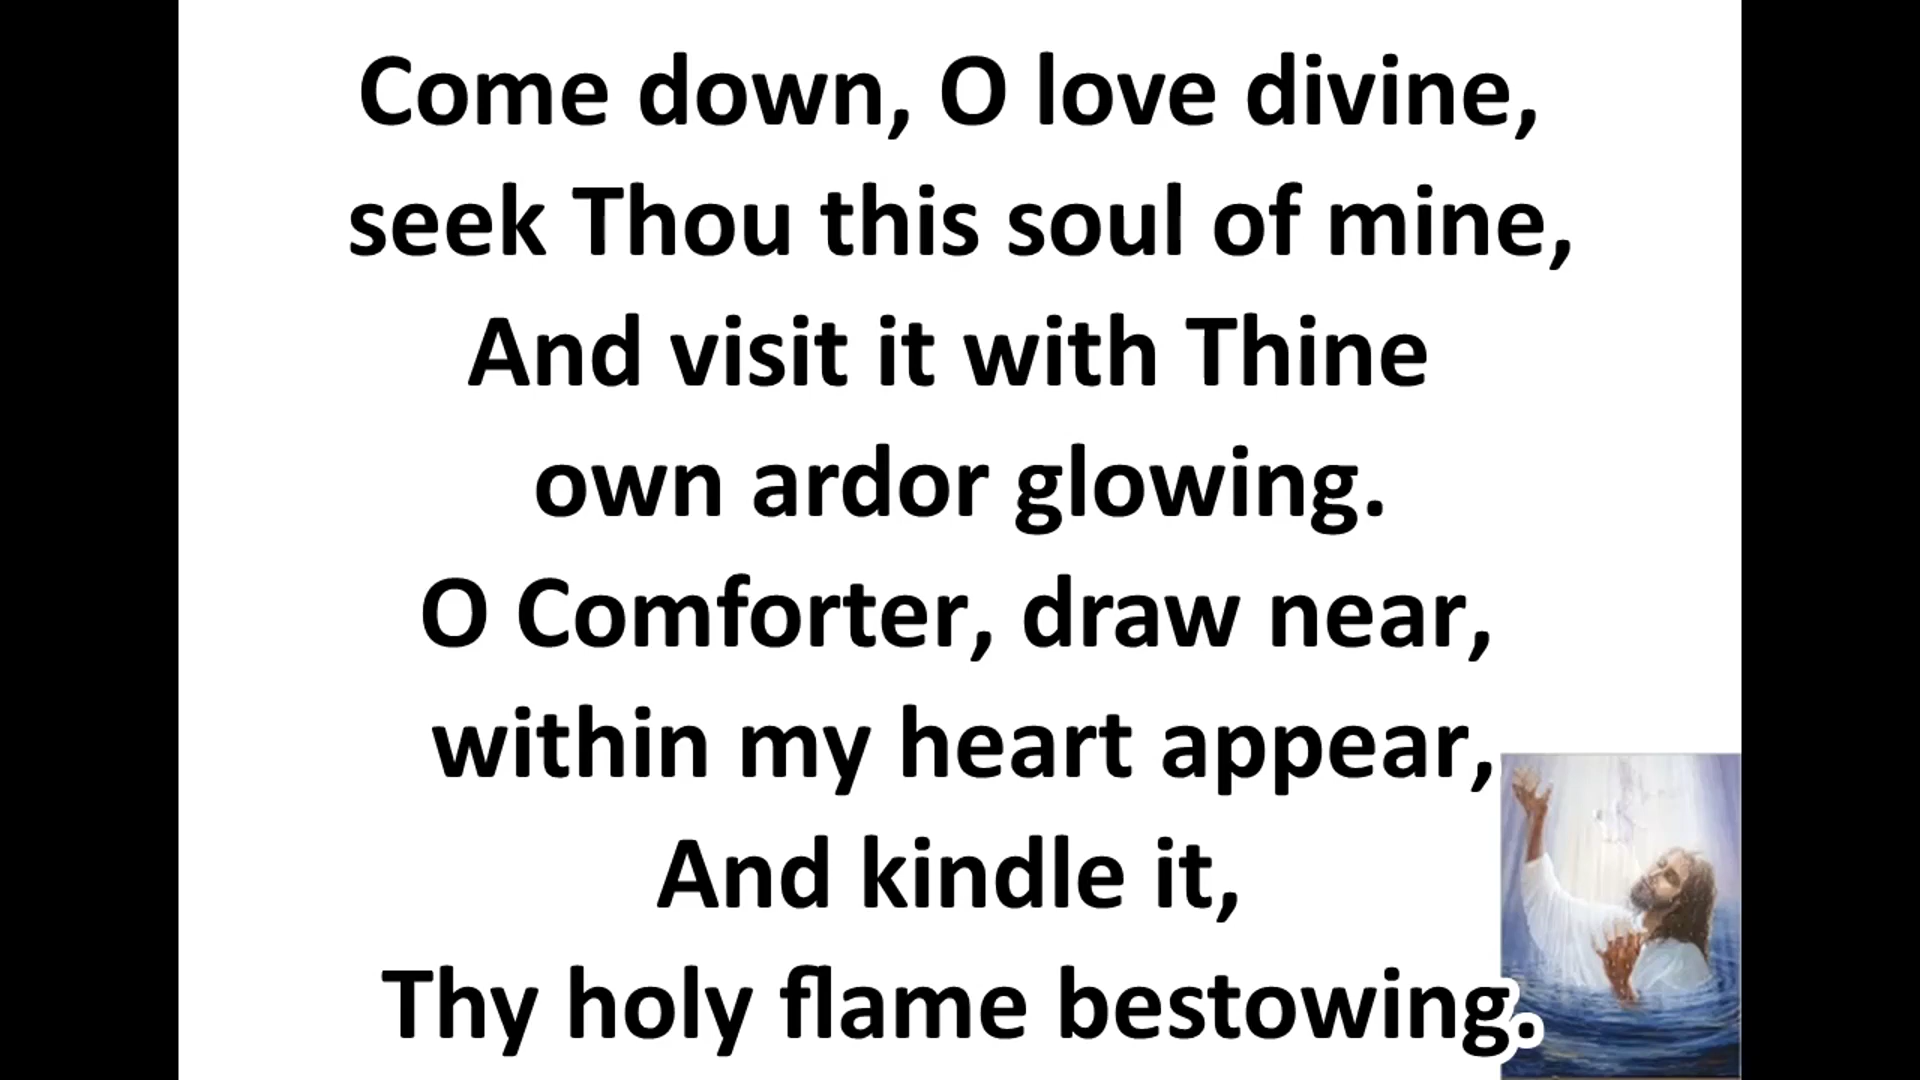 Come down, O love divine,
seek Thou this soul of mine,
And visit it with Thine
own ardor glowing.
O Comforter, draw near,
within my heart appear,
And kindle it,
Thy holy flame bestowing.